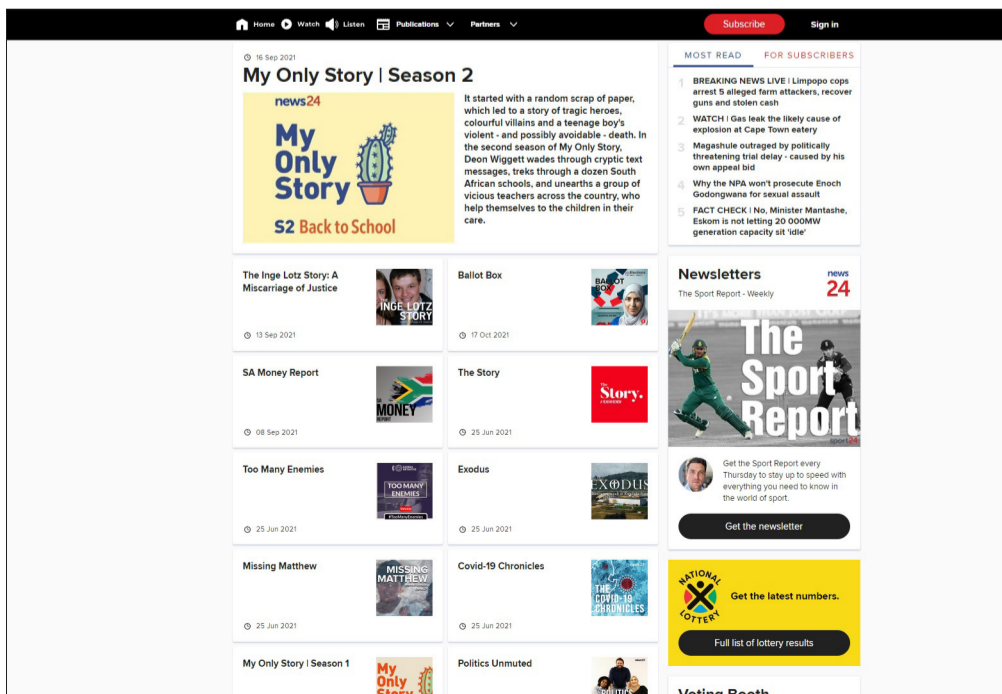 Home Watch Listen Publications Partners Subscribe Sign in
16 Sep 2021
My Only Story | Season 2
news24
My
Only
Story
S2 Back to School
It started with a random scrap of paper,
which led to a story of tragic heroes,
colourful villains and a teenage boy's
violent - and possibly avoidable - death. In
the second season of My Only Story,
Deon Wiggett wades through cryptic text
messages, treks through a dozen South
African schools, and unearths a group of
vicious teachers across the country, who
help themselves to the children in their
care.
The Inge Lotz Story: A
Miscarriage of Justice
INGE LOTZ
STORY
13 Sep 2021
Ballot Box
BALLOT
BOX
17 Oct 2021
SA Money Report
SA
MONEY
REPORT
08 Sep 2021
The Story
The
Story.
25 Jun 2021
Too Many Enemies
TOO MANY
ENEMIES
#TooManyEnemies
25 Jun 2021
Exodus
EXODUS
25 Jun 2021
Missing Matthew
MISSING
MATTHEW
25 Jun 2021
Covid-19 Chronicles
THE
COVID-19
CHRONICLES
25 Jun 2021
My Only Story | Season 1
My
Only
Story
Politics Unmuted
POLITICS
MOST READ FOR SUBSCRIBERS
1 BREAKING NEWS LIVE | Limpopo cops
arrest 5 alleged farm attackers, recover
guns and stolen cash
2 WATCH | Gas leak the likely cause of
explosion at Cape Town eatery
3 Magashule outraged by politically
threatening trial delay - caused by his
own appeal bid
4 Why the NPA won't prosecute Enoch
Godongwana for sexual assault
5 FACT CHECK | No, Minister Mantashe,
Eskom is not letting 20 000MW
generation capacity sit 'idle'
Newsletters
news
24
The Sport Report - Weekly
The
Sport
Report
sport24
Get the Sport Report every
Thursday to stay up to speed with
everything you need to know in
the world of sport.
Get the newsletter
NATIONAL
LOTTERY
Get the latest numbers.
Full list of lottery results
Voting Booth